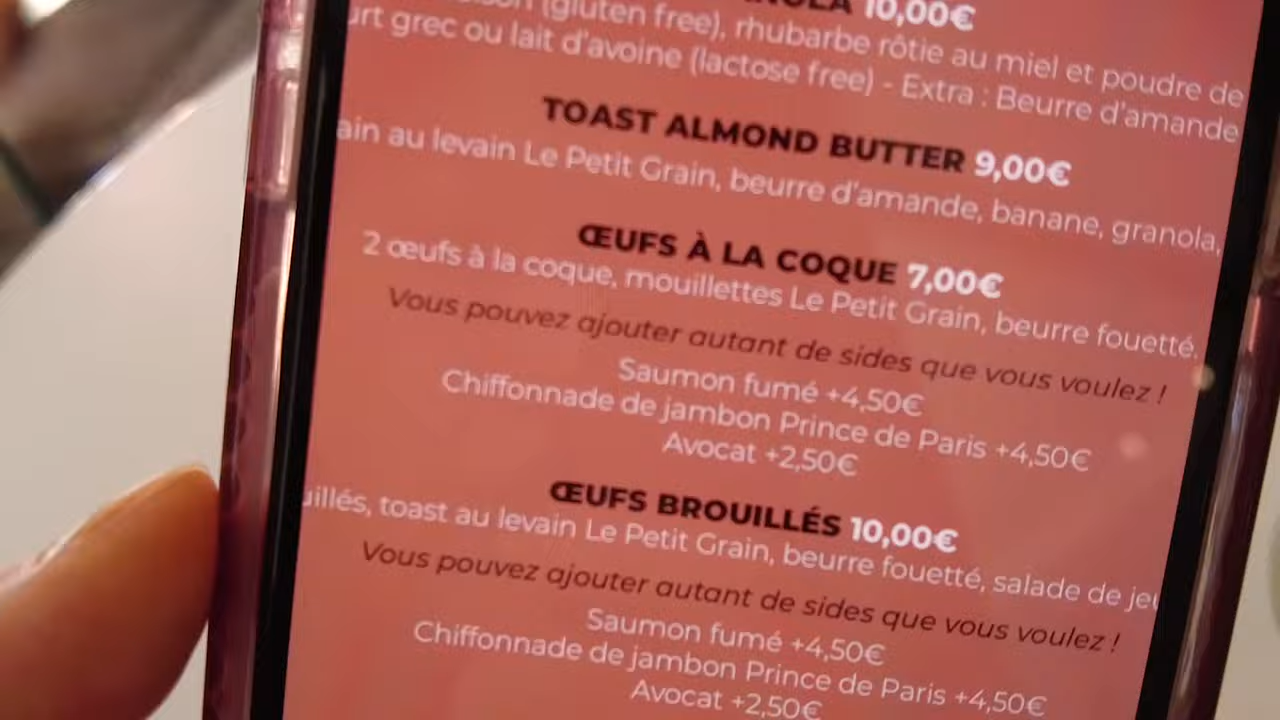 10,00€
(gluten free), rhubarbe rôtie au miel et poudre de
grec ou lait d'avoine (lactose free) - Extra : Beurre d'amande
TOAST ALMOND BUTTER 9,00€
au levain Le Petit Grain, beurre d'amande, banane, granola,
ŒUFS À LA COQUE 7,00€
2 œufs à la coque, mouillettes Le Petit Grain, beurre fouetté.
Vous pouvez ajouter autant de sides que vous voulez !
Saumon fumé +4,50€
Chiffonnade de jambon Prince de Paris +4,50€
Avocat +2,50€
ŒUFS BROUILLÉS 10,00€
toast au levain Le Petit Grain, beurre fouetté, salade de
Vous pouvez ajouter autant de sides que vous voulez !
Saumon fumé +4,50€
Chiffonnade de jambon Prince de Paris +4,50€
Avocat +2,50€